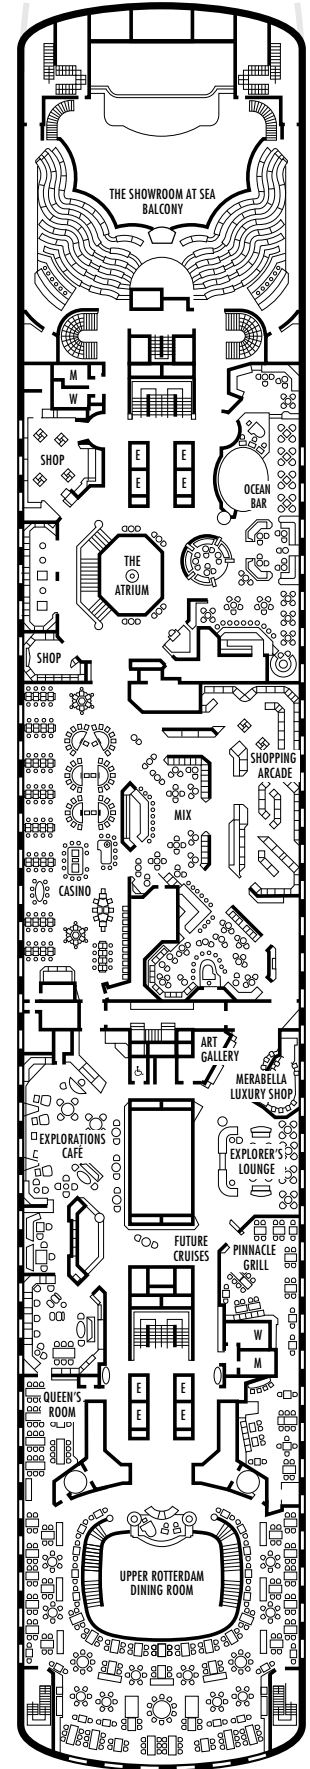 THE SHOWROOM AT SEA
BALCONY
M
W
SHOP
E
E
E
E
OCEAN
BAR
THE
ATRIUM
SHOP
SHOPPING
ARCADE
MIX
CASINO
ART
GALLERY
MERABELLA
LUXURY SHOP
EXPLORATIONS
CAFÉ
EXPLORER'S
LOUNGE
FUTURE
CRUISES
PINNACLE
GRILL
W
M
E
E
E
E
QUEEN'S
ROOM
UPPER ROTTERDAM
DINING ROOM